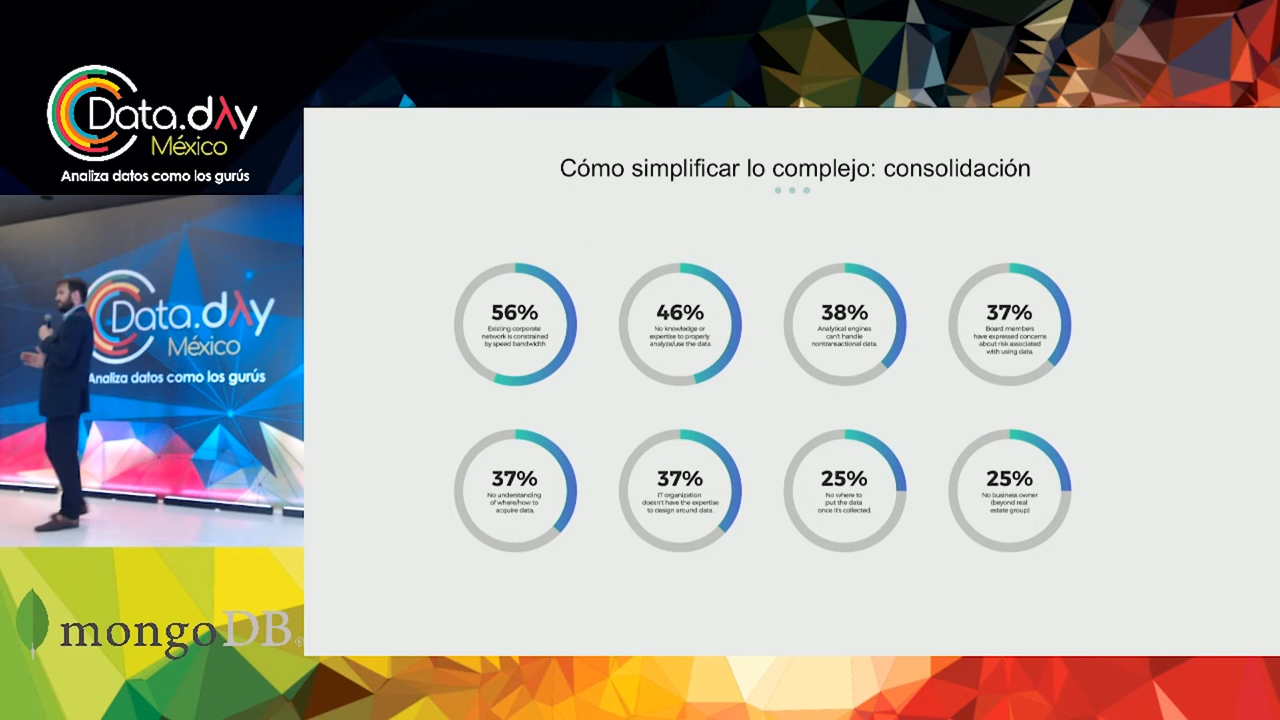 Data.dλy
México
Analiza datos como los gurús
Cómo simplificar lo complejo: consolidación
56%
Existing corporate
network is constrained
by speed bandwidth
46%
No knowledge or
expertise to properly
analyze/use the data
38%
Analytical engines
can't handle
nontransactional data.
37%
Board members
have expressed concerns
about risk associated
with using data.
37%
No understanding
of where/how to
acquire data.
37%
IT organization
doesn't have the expertise
to design around data.
25%
No where to
put the data
once it's collected.
25%
No business owner
(beyond real
estate group)
Data.dλy
México
Analiza datos como los gurús
mongoDB